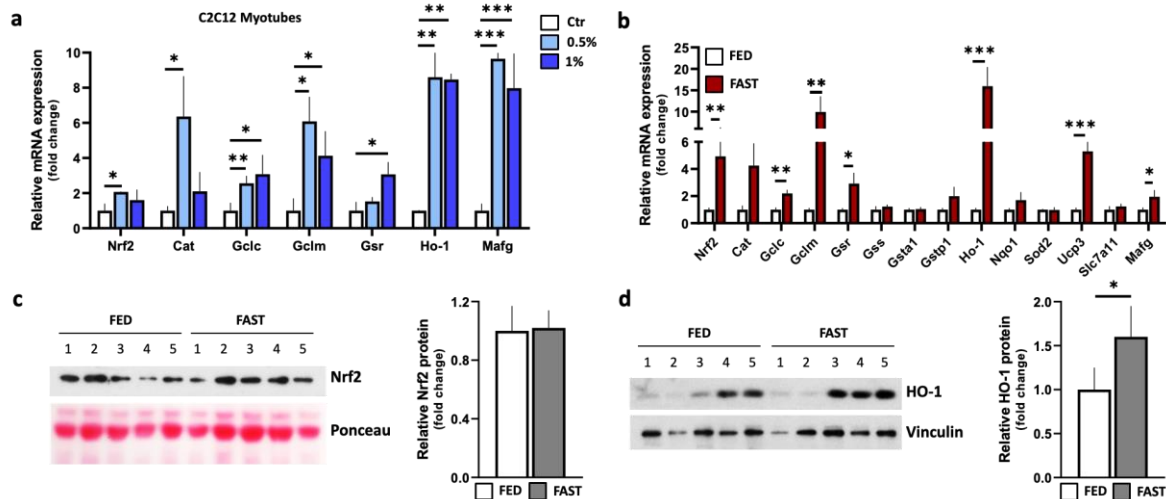 a
C2C12 Myotubes
Ctr
0.5%
1%
Relative mRNA expression
(fold change)
10
8
6
4
2
0
*
*
**
*
*
*
*
**
**
***
***
Nrf2 Cat Gclc Gclm Gsr Ho-1 Mafg
b
FED
FAST
Relative mRNA expression
(fold change)
25
20
15
10
6
4
2
0
**
**
**
*
***
***
*
Nrf2 Cat Gclc Gclm Gsr Gss Gsta1 Gstp1 Ho-1 Nqo1 Sod2 Ucp3 Slc7a11 Mafg
c
FED FAST
1 2 3 4 5 1 2 3 4 5
Nrf2
Ponceau
Relative Nrf2 protein
(fold change)
1.2
0.8
0.4
0.0
FED FAST
d
FED FAST
1 2 3 4 5 1 2 3 4 5
HO-1
Vinculin
Relative HO-1 protein
(fold change)
2.0
1.5
1.0
0.5
0.0
*
FED FAST